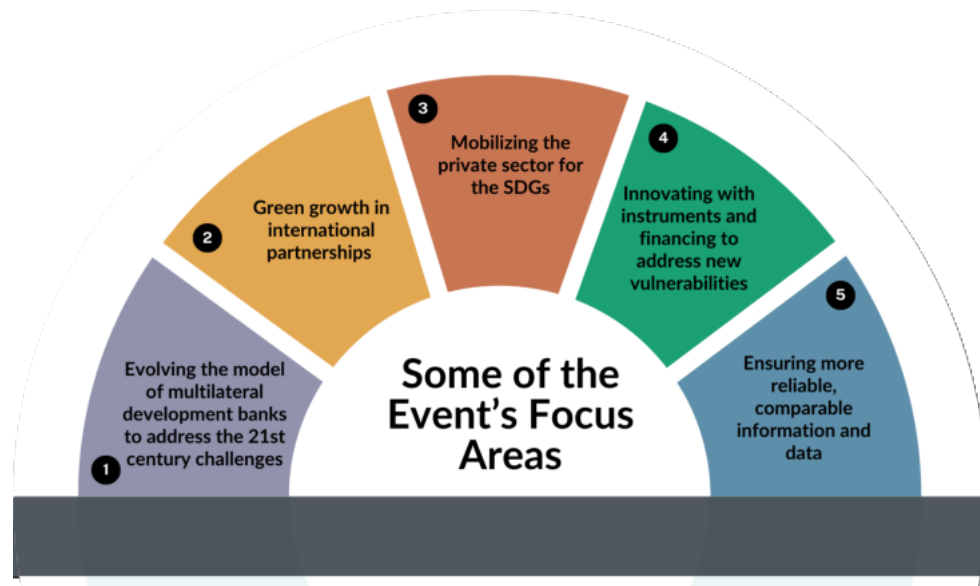 1
Evolving the model
of multilateral
development banks
to address the 21st
century challenges
2
Green growth in
international
partnerships
3
Mobilizing the
private sector for
the SDGs
4
Innovating with
instruments and
financing to
address new
vulnerabilities
5
Ensuring more
reliable,
comparable
information and
data
Some of the
Event's Focus
Areas